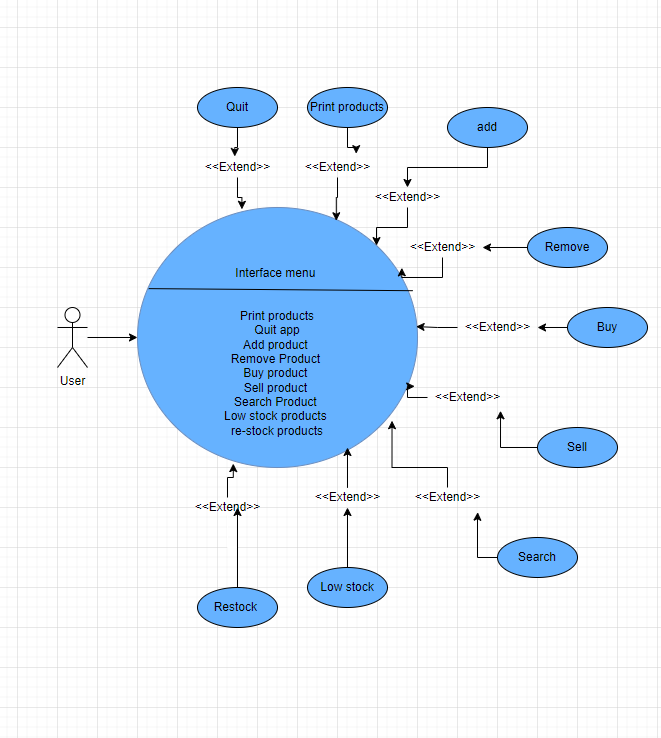 Quit
Print products
add
<<Extend>>
<<Extend>>
<<Extend>>
<<Extend>>
Remove
Interface menu
Print products
Quit app
Add product
Remove Product
Buy product
Sell product
Search Product
Low stock products
re-stock products
<<Extend>>
Buy
User
<<Extend>>
Sell
<<Extend>>
<<Extend>>
<<Extend>>
Search
Low stock
Restock